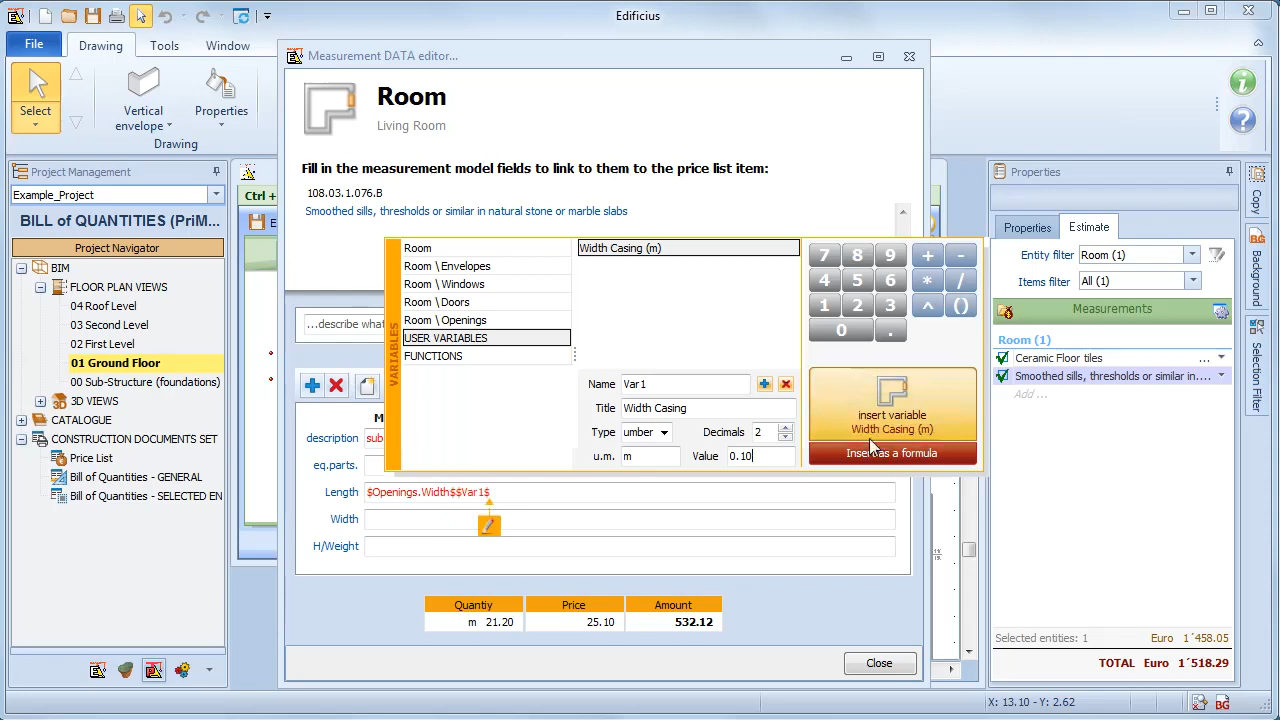 Edificius
File
Drawing
Tools
Window
Select
Vertical
envelope
Properties
Drawing
Measurement DATA editor...
Room
Living Room
Fill in the measurement model fields to link to them to the price list item:
108.03.1.076.B
Smoothed sills, thresholds or similar in natural stone or marble slabs
Project Management
Example_Project
BILL of QUANTITIES (PriM...
Project Navigator
BIM
FLOOR PLAN VIEWS
04 Roof Level
03 Second Level
02 First Level
01 Ground Floor
00 Sub-Structure (foundations)
3D VIEWS
CATALOGUE
CONSTRUCTION DOCUMENTS SET
Price List
Bill of Quantities - GENERAL
Bill of Quantities - SELECTED EN
Ctrl +
E
...describe what
VARIABLES
Room
Room \ Envelopes
Room \ Windows
Room \ Doors
Room \ Openings
USER VARIABLES
FUNCTIONS
Width Casing (m)
Name Var1
Title Width Casing
Type umber Decimals 2
u.m. m Value 0.10
7 8 9 + -
4 5 6 * /
1 2 3 ^ ()
0 .
insert variable
Width Casing (m)
Insert as a formula
M
description sub
eq.parts.
Length $Openings.Width$$Var1$
Width
H/Weight
Quantiy Price Amount
m 21.20 25.10 532.12
Close
Properties
Properties Estimate
Entity filter Room (1)
Items filter All (1)
Measurements
Room (1)
Ceramic Floor tiles ...
Smoothed sills, thresholds or similar in....
Add ...
Selected entities: 1 Euro 1´458.05
TOTAL Euro 1´518.29
Copy
BG
Background
Selection Filter
X: 13.10 - Y: 2.62
BG